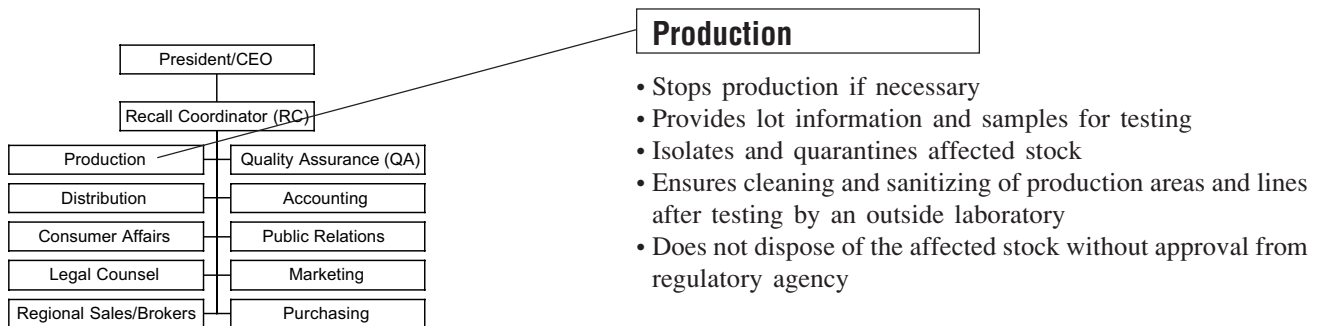 President/CEO
Recall Coordinator (RC)
Production
Quality Assurance (QA)
Distribution
Accounting
Consumer Affairs
Public Relations
Legal Counsel
Marketing
Regional Sales/Brokers
Purchasing
Production
• Stops production if necessary
• Provides lot information and samples for testing
• Isolates and quarantines affected stock
• Ensures cleaning and sanitizing of production areas and lines
after testing by an outside laboratory
• Does not dispose of the affected stock without approval from
regulatory agency